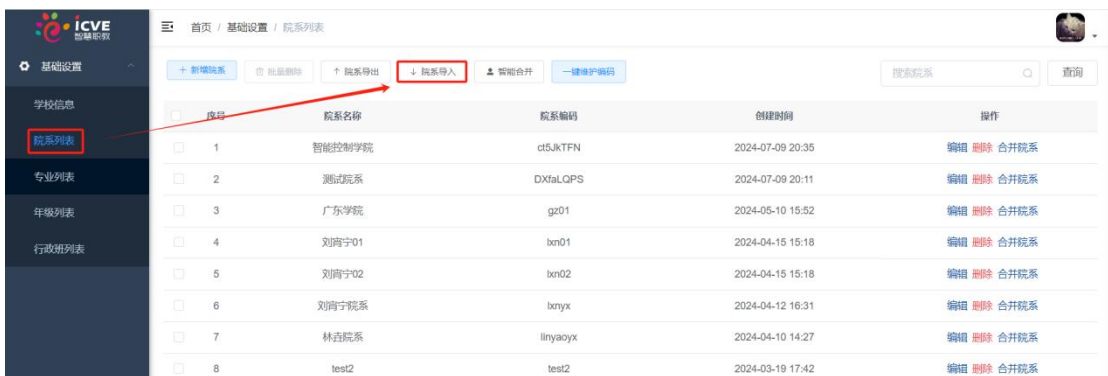 iCVE
智慧职教
首页 / 基础设置 / 院系列表
基础设置
学校信息
院系列表
专业列表
年级列表
行政班列表
+ 新增院系 批量删除 ↑ 院系导出 ↓ 院系导入 智能合并 一键维护编码 搜索院系 查询
序号 院系名称 院系编码 创建时间 操作
1 智能控制学院 ct5JkTFN 2024-07-09 20:35 编辑 删除 合并院系
2 测试院系 DXfaLQPS 2024-07-09 20:11 编辑 删除 合并院系
3 广东学院 gz01 2024-05-10 15:52 编辑 删除 合并院系
4 刘宵宁01 lxn01 2024-04-15 15:18 编辑 删除 合并院系
5 刘宵宁02 lxn02 2024-04-15 15:18 编辑 删除 合并院系
6 刘宵宁院系 lxnyx 2024-04-12 16:31 编辑 删除 合并院系
7 林垚院系 linyaoyx 2024-04-10 14:27 编辑 删除 合并院系
8 test2 test2 2024-03-19 17:42 编辑 删除 合并院系